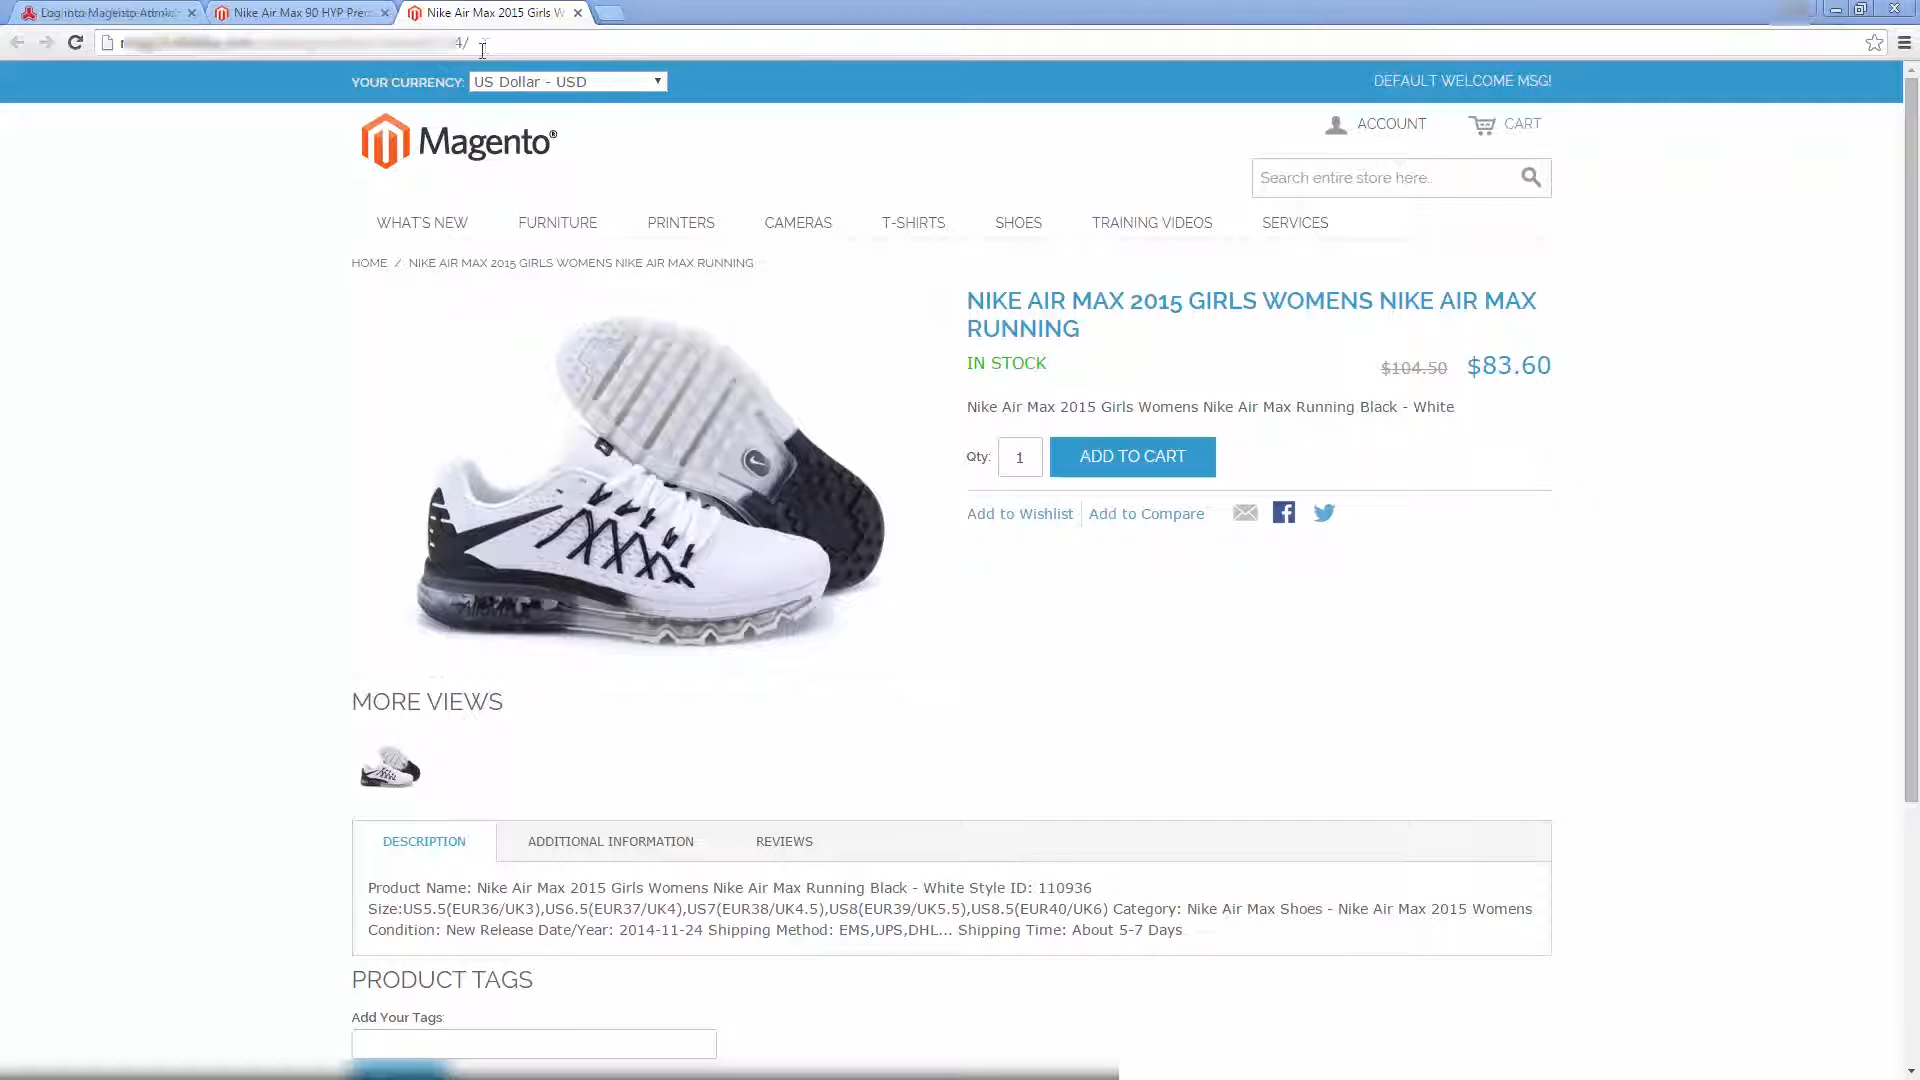 Log into Magento Admi
Nike Air Max 90 HYP Pre
Nike Air Max 2015 Girls W
4/
YOUR CURRENCY:
US Dollar - USD
DEFAULT WELCOME MSG!
Magento®
ACCOUNT
CART
Search entire store here..
WHAT'S NEW
FURNITURE
PRINTERS
CAMERAS
T-SHIRTS
SHOES
TRAINING VIDEOS
SERVICES
HOME / NIKE AIR MAX 2015 GIRLS WOMENS NIKE AIR MAX RUNNING
NIKE AIR MAX 2015 GIRLS WOMENS NIKE AIR MAX
RUNNING
IN STOCK
$104.50 $83.60
Nike Air Max 2015 Girls Womens Nike Air Max Running Black - White
Qty: 1
ADD TO CART
Add to Wishlist
Add to Compare
MORE VIEWS
DESCRIPTION
ADDITIONAL INFORMATION
REVIEWS
Product Name: Nike Air Max 2015 Girls Womens Nike Air Max Running Black - White Style ID: 110936
Size:US5.5(EUR36/UK3),US6.5(EUR37/UK4),US7(EUR38/UK4.5),US8(EUR39/UK5.5),US8.5(EUR40/UK6) Category: Nike Air Max Shoes - Nike Air Max 2015 Womens
Condition: New Release Date/Year: 2014-11-24 Shipping Method: EMS,UPS,DHL... Shipping Time: About 5-7 Days
PRODUCT TAGS
Add Your Tags: